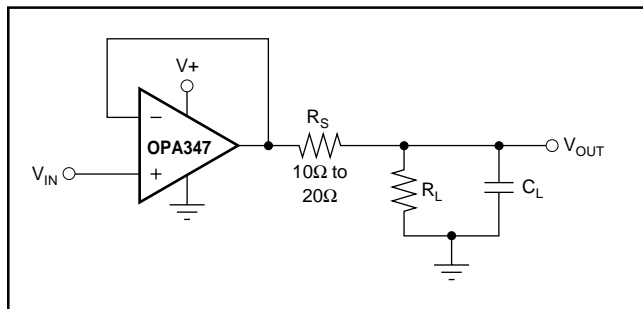 V+
R_S
−
OPA347
V_OUT
V_IN
+
10Ω to
20Ω
R_L
C_L